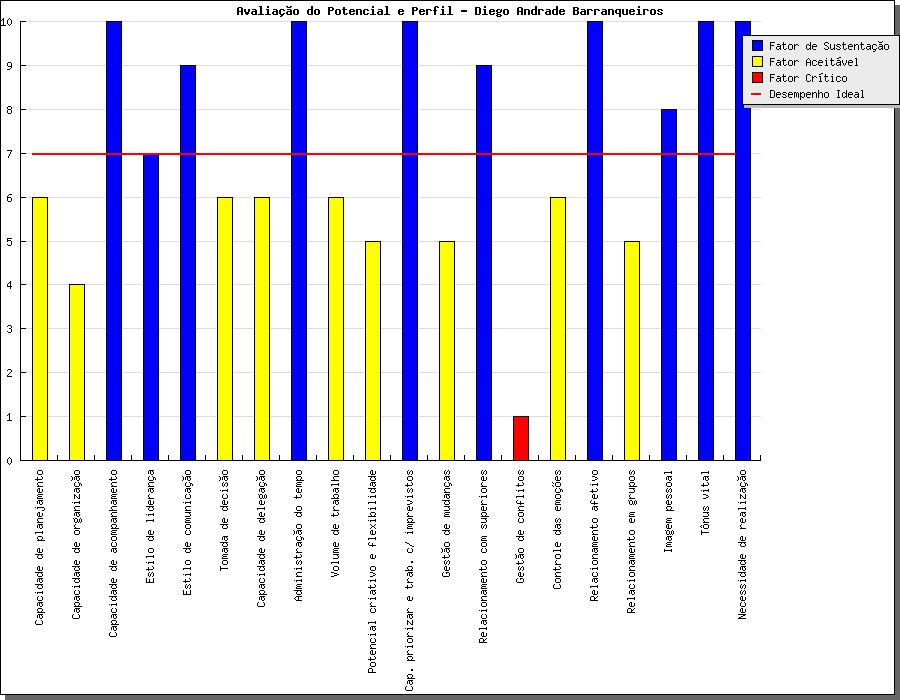 Avaliação do Potencial e Perfil - Diego Andrade Barranqueiros
Fator de Sustentação
Fator Aceitável
Fator Crítico
Desempenho Ideal
10
9
8
7
6
5
4
3
2
1
0
Capacidade de planejamento
Capacidade de organização
Capacidade de acompanhamento
Estilo de liderança
Estilo de comunicação
Tomada de decisão
Capacidade de delegação
Administração do tempo
Volume de trabalho
Potencial criativo e flexibilidade
Cap. priorizar e trab. c/ imprevistos
Gestão de mudanças
Relacionamento com superiores
Gestão de conflitos
Controle das emoções
Relacionamento afetivo
Relacionamento em grupos
Imagem pessoal
Tônus vital
Necessidade de realização